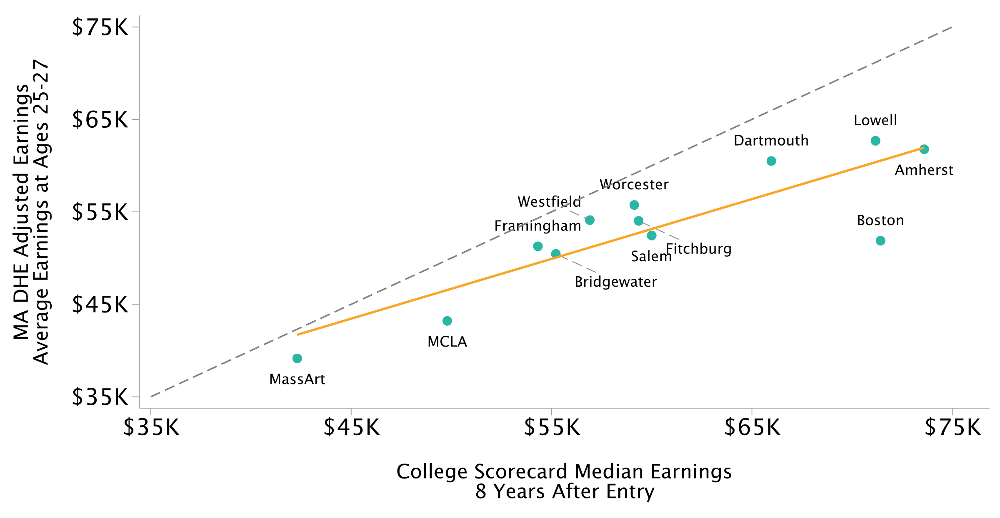 $75K
$65K
$55K
$45K
$35K
MA DHE Adjusted Earnings
Average Earnings at Ages 25-27
Lowell
Dartmouth
Amherst
Worcester
Westfield
Framingham
Boston
Fitchburg
Salem
Bridgewater
MCLA
MassArt
$35K
$45K
$55K
$65K
$75K
College Scorecard Median Earnings
8 Years After Entry